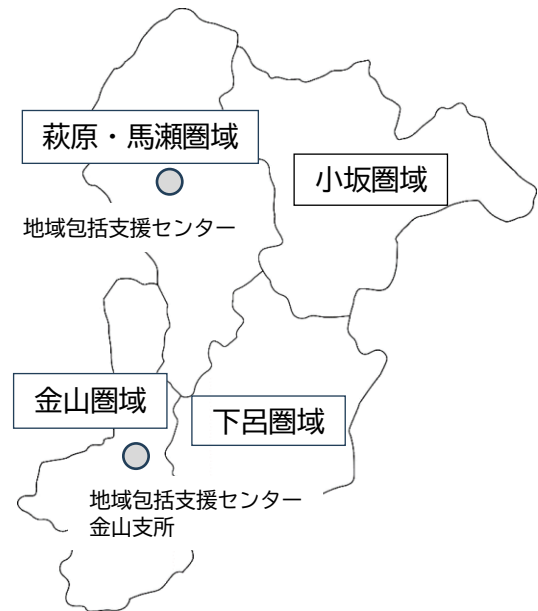 萩原・馬瀬圏域
小坂圏域
地域包括支援センター
金山圏域
下呂圏域
地域包括支援センター
金山支所